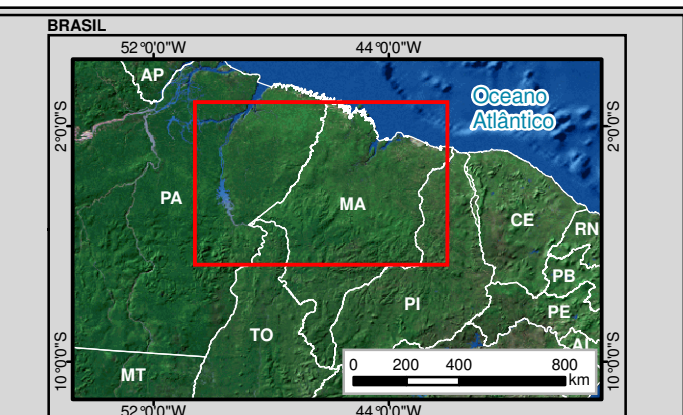 BRASIL
52°0'0"W 44°0'0"W
AP
Oceano
Atlântico
2°0'0"S 2°0'0"S
PA
MA
CE
RN
PB
PE
PI
TO
AL
10°0'0"S 10°0'0"S
MT
0 200 400 800
km
52°0'0"W 44°0'0"W